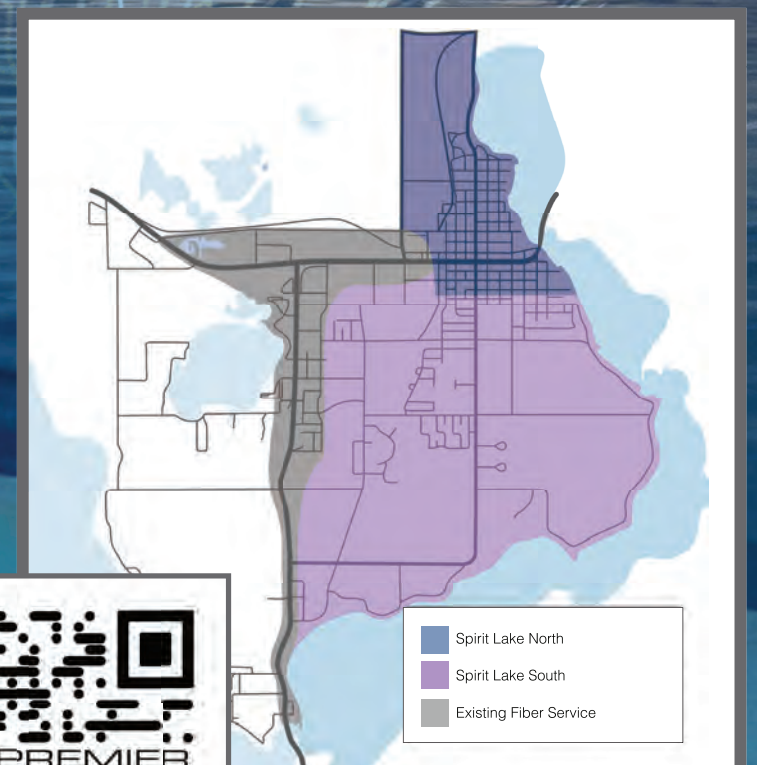 Spirit Lake North
Spirit Lake South
Existing Fiber Service
PREMIER